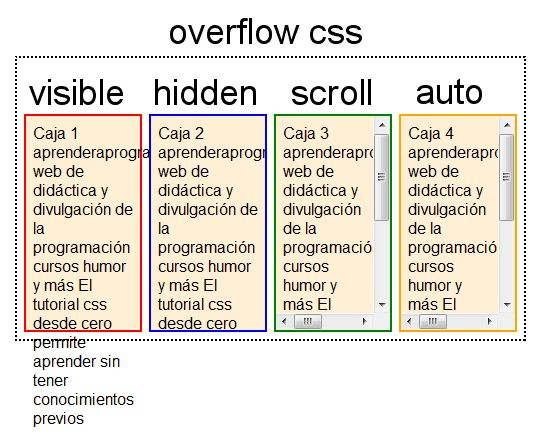 overflow css
visible
hidden
scroll
auto
Caja 1
aprenderaprogra
web de
didáctica y
divulgación de
la
programación
cursos humor
y más El
tutorial css
desde cero
permite
aprender sin
tener
conocimientos
previos
Caja 2
aprenderaprogr
web de
didáctica y
divulgación de
la
programación
cursos humor
y más El
tutorial css
desde cero
Caja 3
aprenderapro
web de
didáctica y
divulgación
de la
programació
cursos
humor y
más El
Caja 4
aprenderapro
web de
didáctica y
divulgación
de la
programació
cursos
humor y
más El